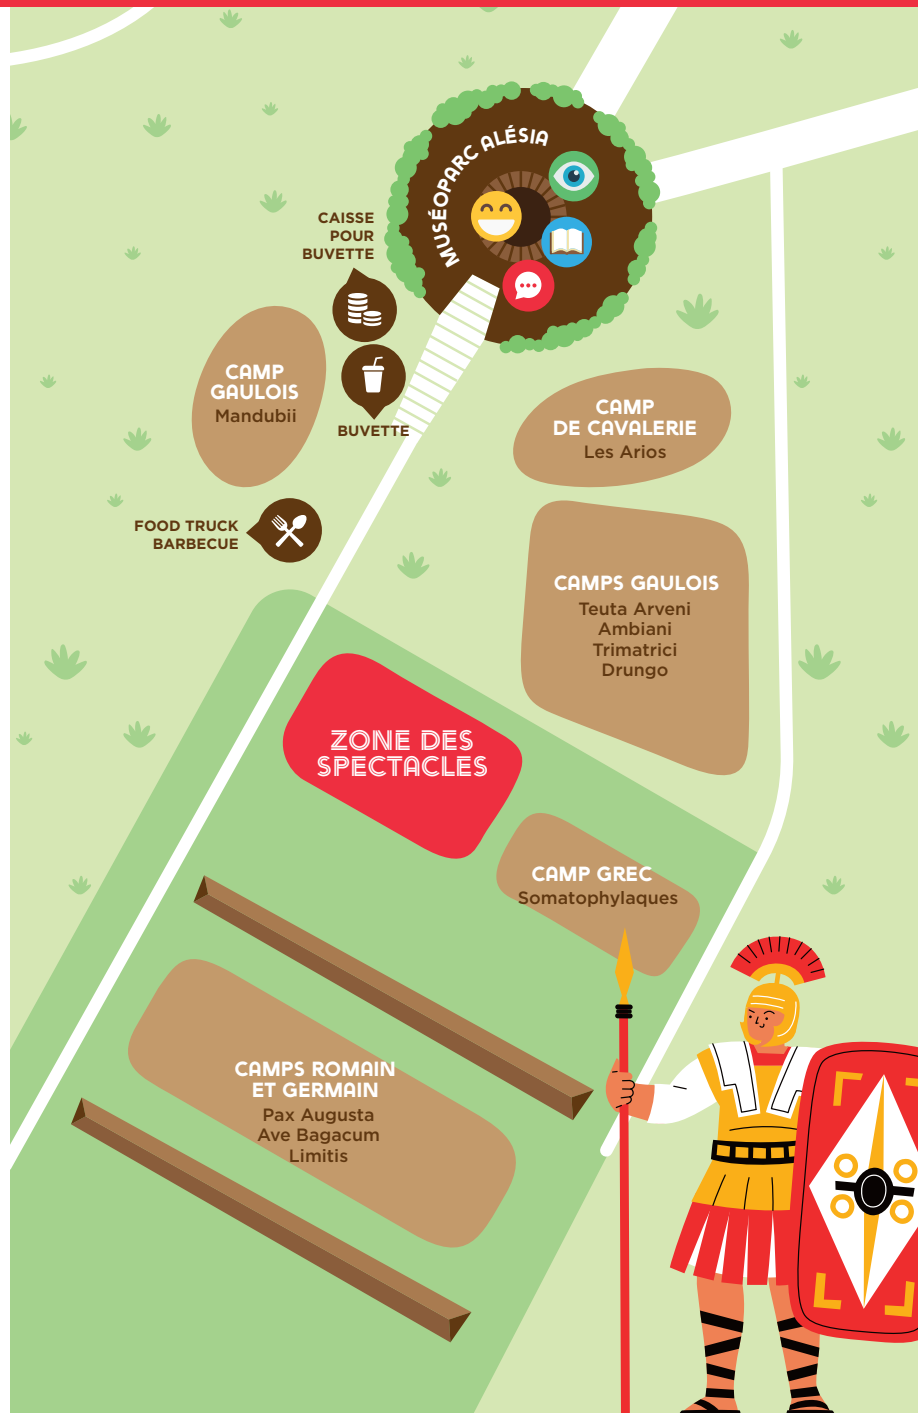 MUSÉOPARC ALÉSIA
CAISSE
POUR
BUVETTE
CAMP
GAULOIS
Mandubii
BUVETTE
CAMP
DE CAVALERIE
Les Arios
FOOD TRUCK
BARBECUE
CAMPS GAULOIS
Teuta Arveni
Ambiani
Trimatrici
Drungo
ZONE DES
SPECTACLES
CAMP GREC
Somatophylaques
CAMPS ROMAIN
ET GERMAIN
Pax Augusta
Ave Bagacum
Limitis